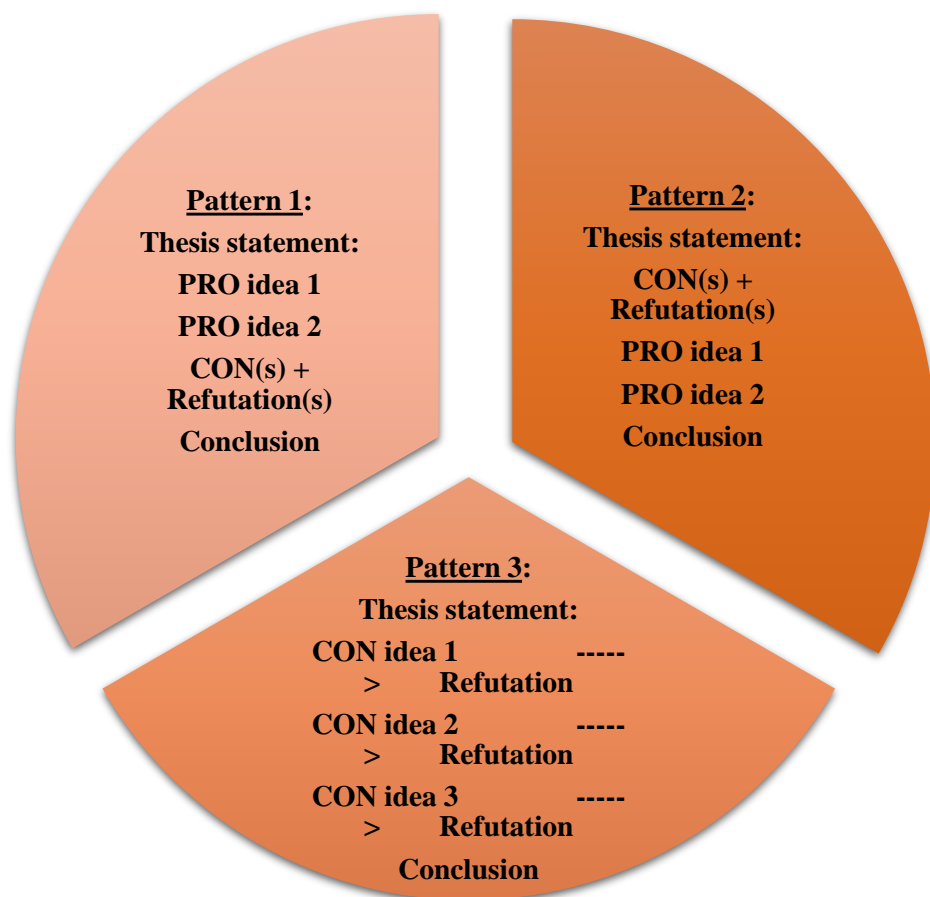 Pattern 1:
Thesis statement:
PRO idea 1
PRO idea 2
CON(s) +
Refutation(s)
Conclusion
Pattern 2:
Thesis statement:
CON(s) +
Refutation(s)
PRO idea 1
PRO idea 2
Conclusion
Pattern 3:
Thesis statement:
CON idea 1 -----
> Refutation
CON idea 2 -----
> Refutation
CON idea 3 -----
> Refutation
Conclusion